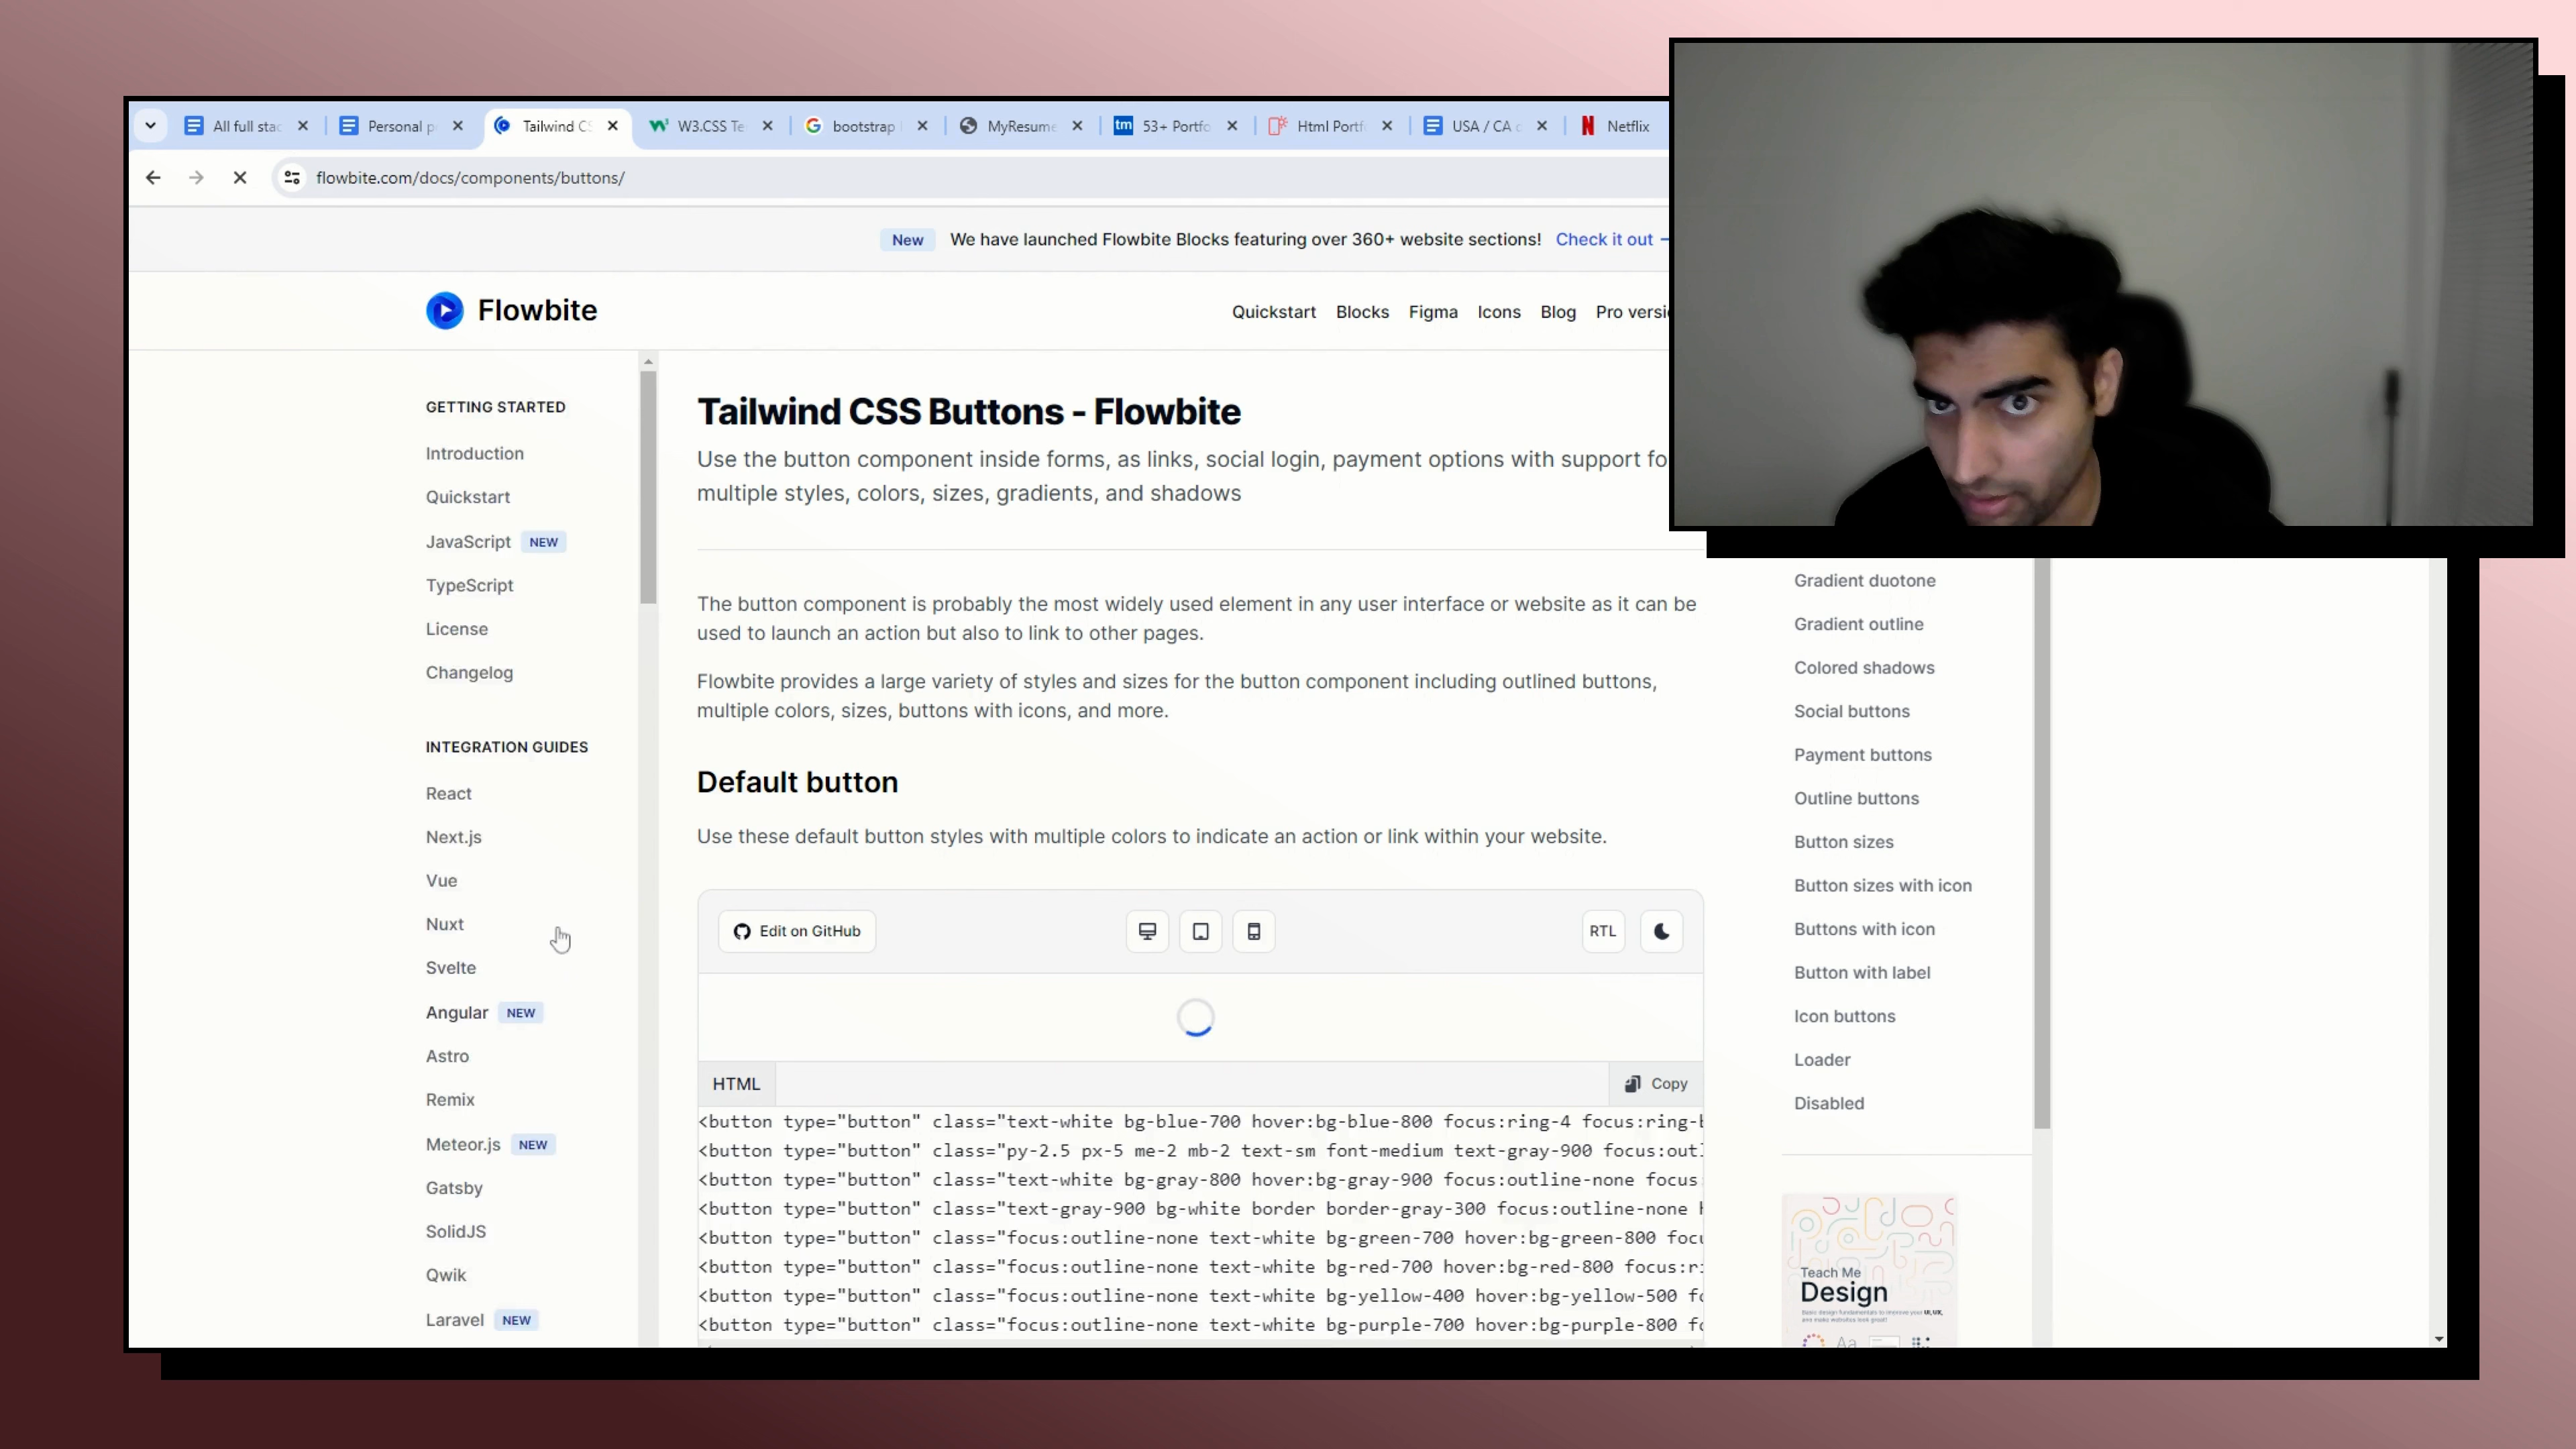 All full stac
Personal p
Tailwind CS
W3.CSS Te
bootstrap
MyResume
tm 53+ Portfo
Html Portf
USA / CA
Netflix
flowbite.com/docs/components/buttons/
New We have launched Flowbite Blocks featuring over 360+ website sections! Check it out
Flowbite
Quickstart Blocks Figma Icons Blog Pro versi
GETTING STARTED
Introduction
Quickstart
JavaScript NEW
TypeScript
License
Changelog
INTEGRATION GUIDES
React
Next.js
Vue
Nuxt
Svelte
Angular NEW
Astro
Remix
Meteor.js NEW
Gatsby
SolidJS
Qwik
Laravel NEW
Tailwind CSS Buttons - Flowbite
Use the button component inside forms, as links, social login, payment options with support fo
multiple styles, colors, sizes, gradients, and shadows
The button component is probably the most widely used element in any user interface or website as it can be
used to launch an action but also to link to other pages.
Flowbite provides a large variety of styles and sizes for the button component including outlined buttons,
multiple colors, sizes, buttons with icons, and more.
Default button
Use these default button styles with multiple colors to indicate an action or link within your website.
Edit on GitHub
RTL
HTML
Copy
<button type="button" class="text-white bg-blue-700 hover:bg-blue-800 focus:ring-4 focus:ring-b
<button type="button" class="py-2.5 px-5 me-2 mb-2 text-sm font-medium text-gray-900 focus:outl
<button type="button" class="text-white bg-gray-800 hover:bg-gray-900 focus:outline-none focus:
<button type="button" class="text-gray-900 bg-white border border-gray-300 focus:outline-none h
<button type="button" class="focus:outline-none text-white bg-green-700 hover:bg-green-800 focu
<button type="button" class="focus:outline-none text-white bg-red-700 hover:bg-red-800 focus:ri
<button type="button" class="focus:outline-none text-white bg-yellow-400 hover:bg-yellow-500 fo
<button type="button" class="focus:outline-none text-white bg-purple-700 hover:bg-purple-800 fo
Gradient duotone
Gradient outline
Colored shadows
Social buttons
Payment buttons
Outline buttons
Button sizes
Button sizes with icon
Buttons with icon
Button with label
Icon buttons
Loader
Disabled
Teach Me
Design
Aa